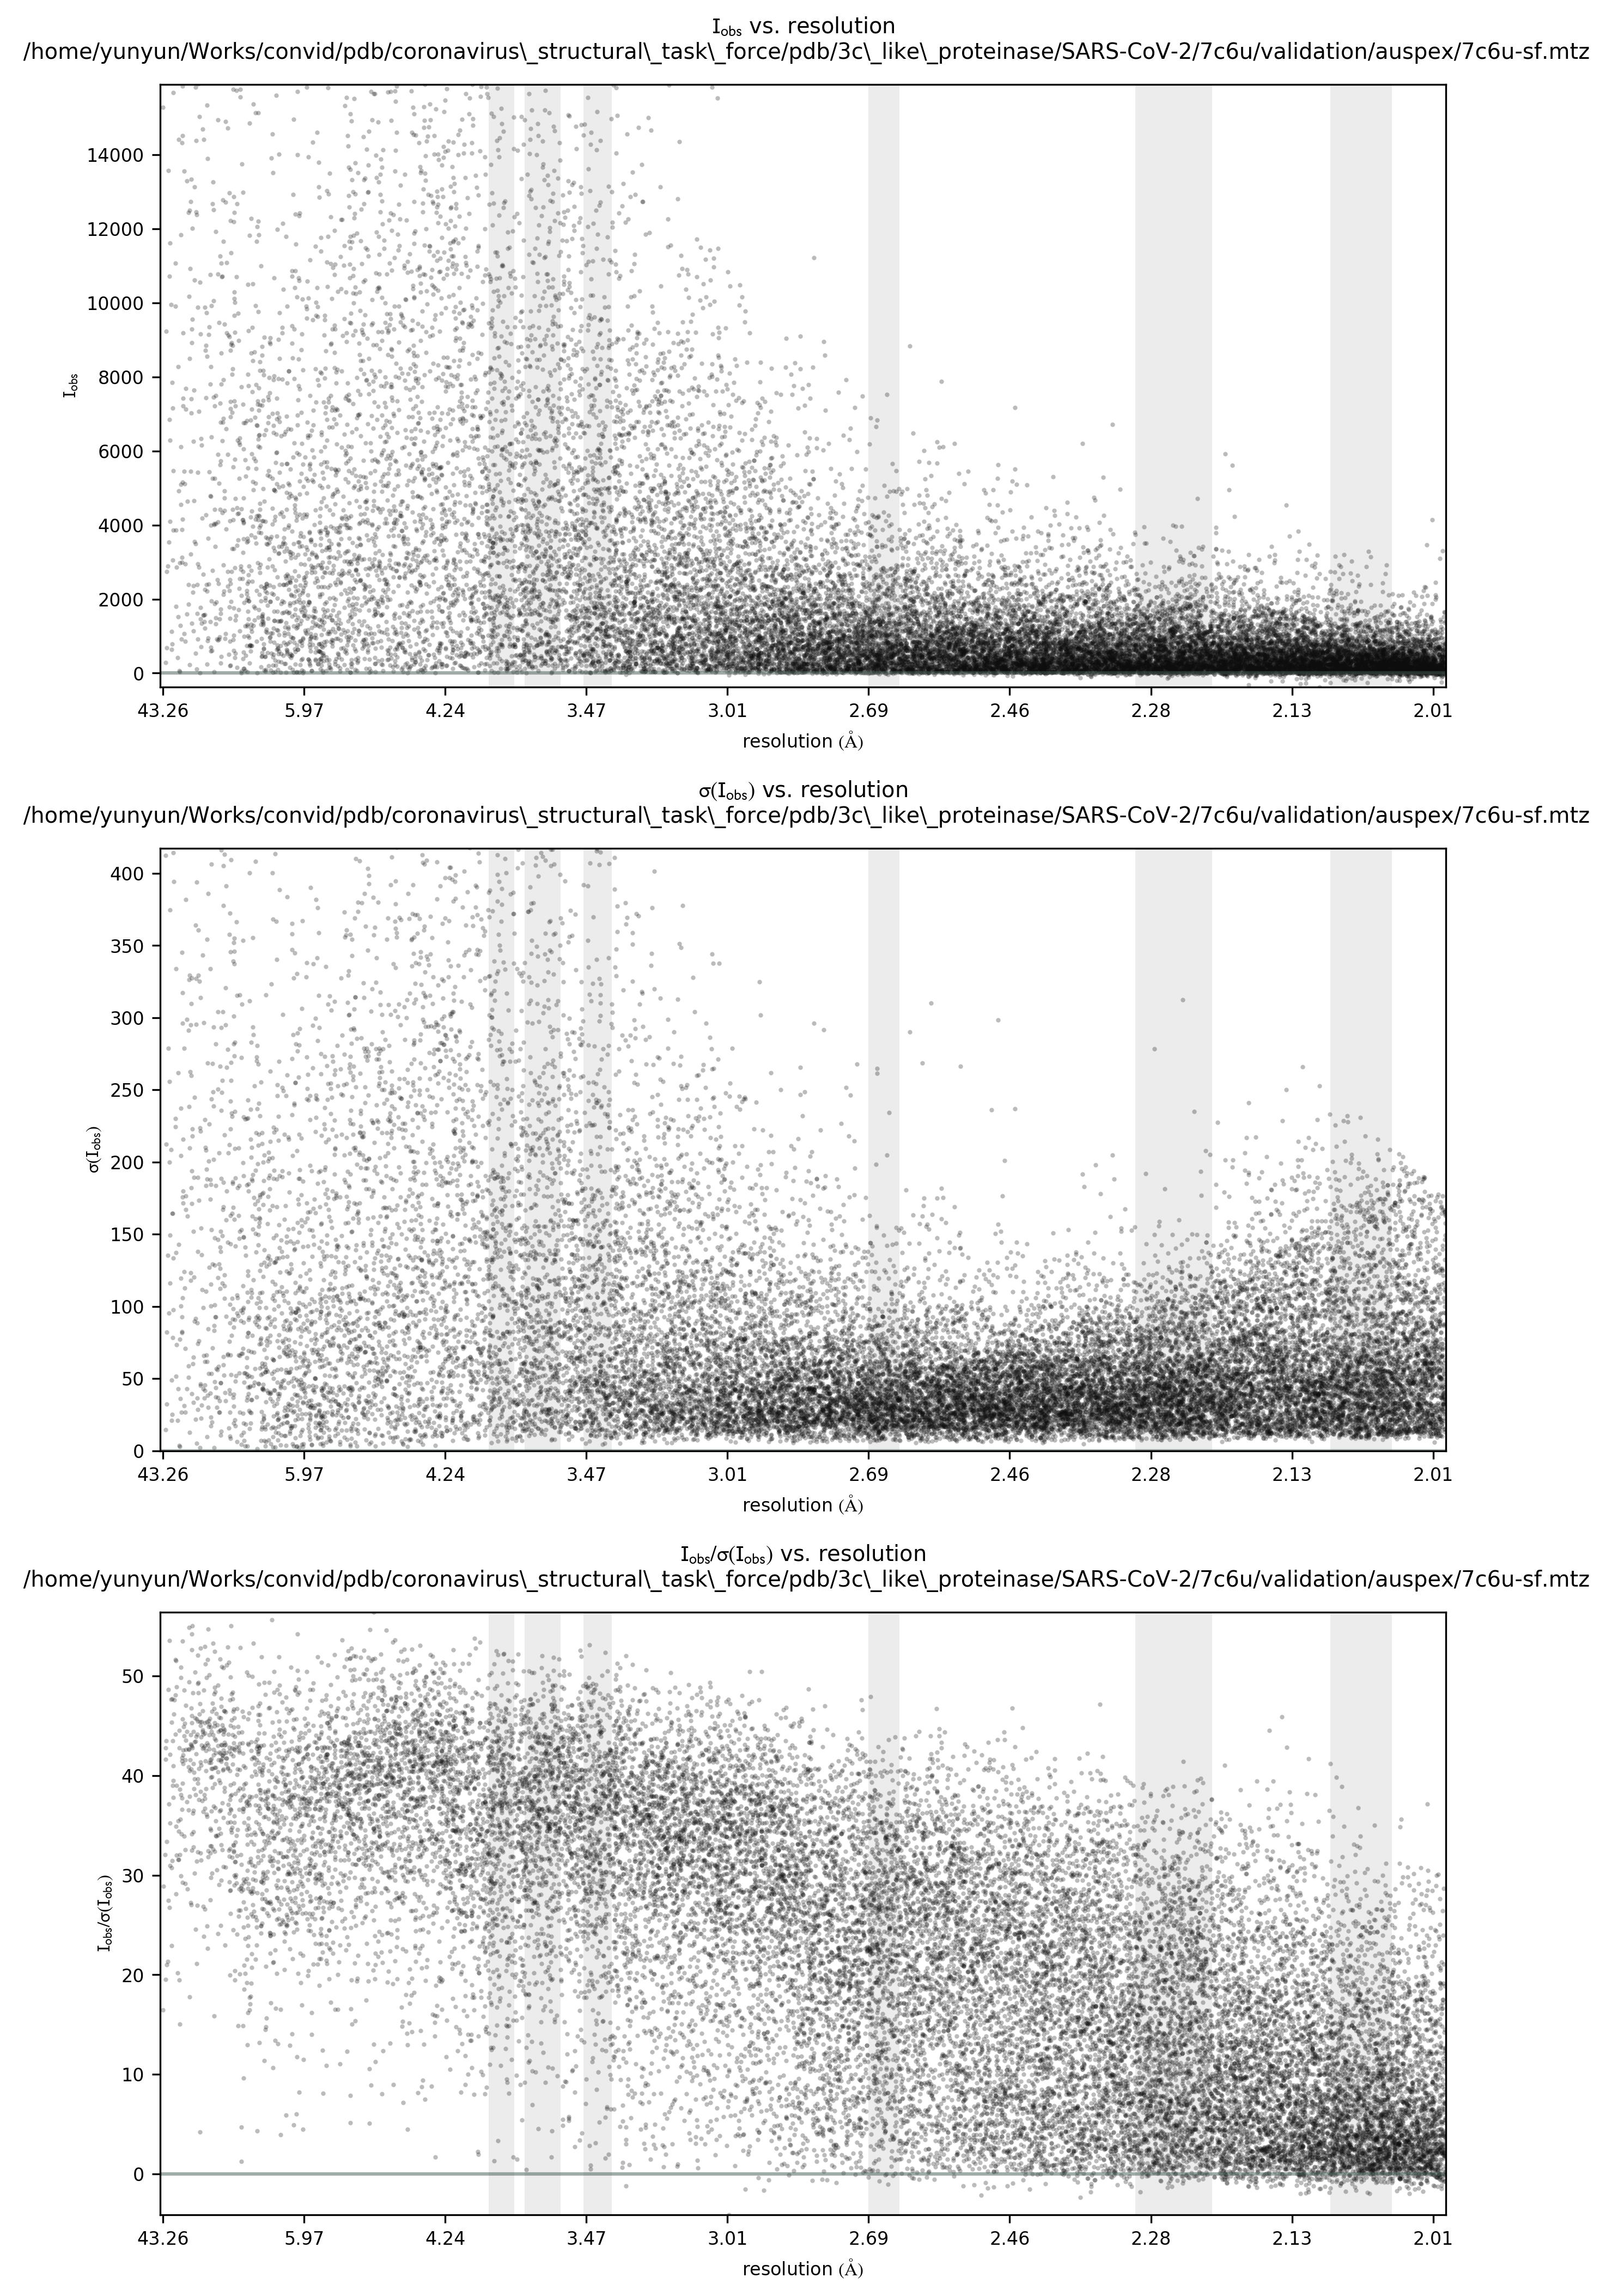 I_obs vs. resolution
/home/yunyun/Works/convid/pdb/coronavirus\_structural\_task\_force/pdb/3c\_like\_proteinase/SARS-CoV-2/7c6u/validation/auspex/7c6u-sf.mtz
14000
12000
10000
8000
6000
4000
2000
0
I_obs
43.26 5.97 4.24 3.47 3.01 2.69 2.46 2.28 2.13 2.01
resolution (Å)
σ(I_obs) vs. resolution
/home/yunyun/Works/convid/pdb/coronavirus\_structural\_task\_force/pdb/3c\_like\_proteinase/SARS-CoV-2/7c6u/validation/auspex/7c6u-sf.mtz
400
350
300
250
200
150
100
50
0
σ(I_obs)
43.26 5.97 4.24 3.47 3.01 2.69 2.46 2.28 2.13 2.01
resolution (Å)
I_obs/σ(I_obs) vs. resolution
/home/yunyun/Works/convid/pdb/coronavirus\_structural\_task\_force/pdb/3c\_like\_proteinase/SARS-CoV-2/7c6u/validation/auspex/7c6u-sf.mtz
50
40
30
20
10
0
I_obs/σ(I_obs)
43.26 5.97 4.24 3.47 3.01 2.69 2.46 2.28 2.13 2.01
resolution (Å)